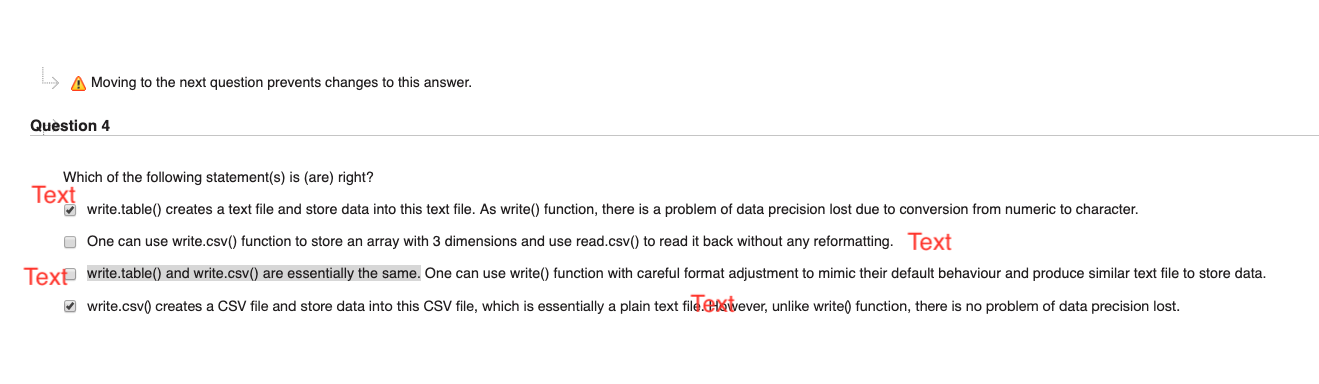 Moving to the next question prevents changes to this answer.
Question 4
Which of the following statement(s) is (are) right?
Text
write.table() creates a text file and store data into this text file. As write() function, there is a problem of data precision lost due to conversion from numeric to character.
One can use write.csv() function to store an array with 3 dimensions and use read.csv() to read it back without any reformatting. Text
Text write.table() and write.csv() are essentially the same. One can use write() function with careful format adjustment to mimic their default behaviour and produce similar text file to store data.
write.csv() creates a CSV file and store data into this CSV file, which is essentially a plain text file. However, unlike write() function, there is no problem of data precision lost.
Text